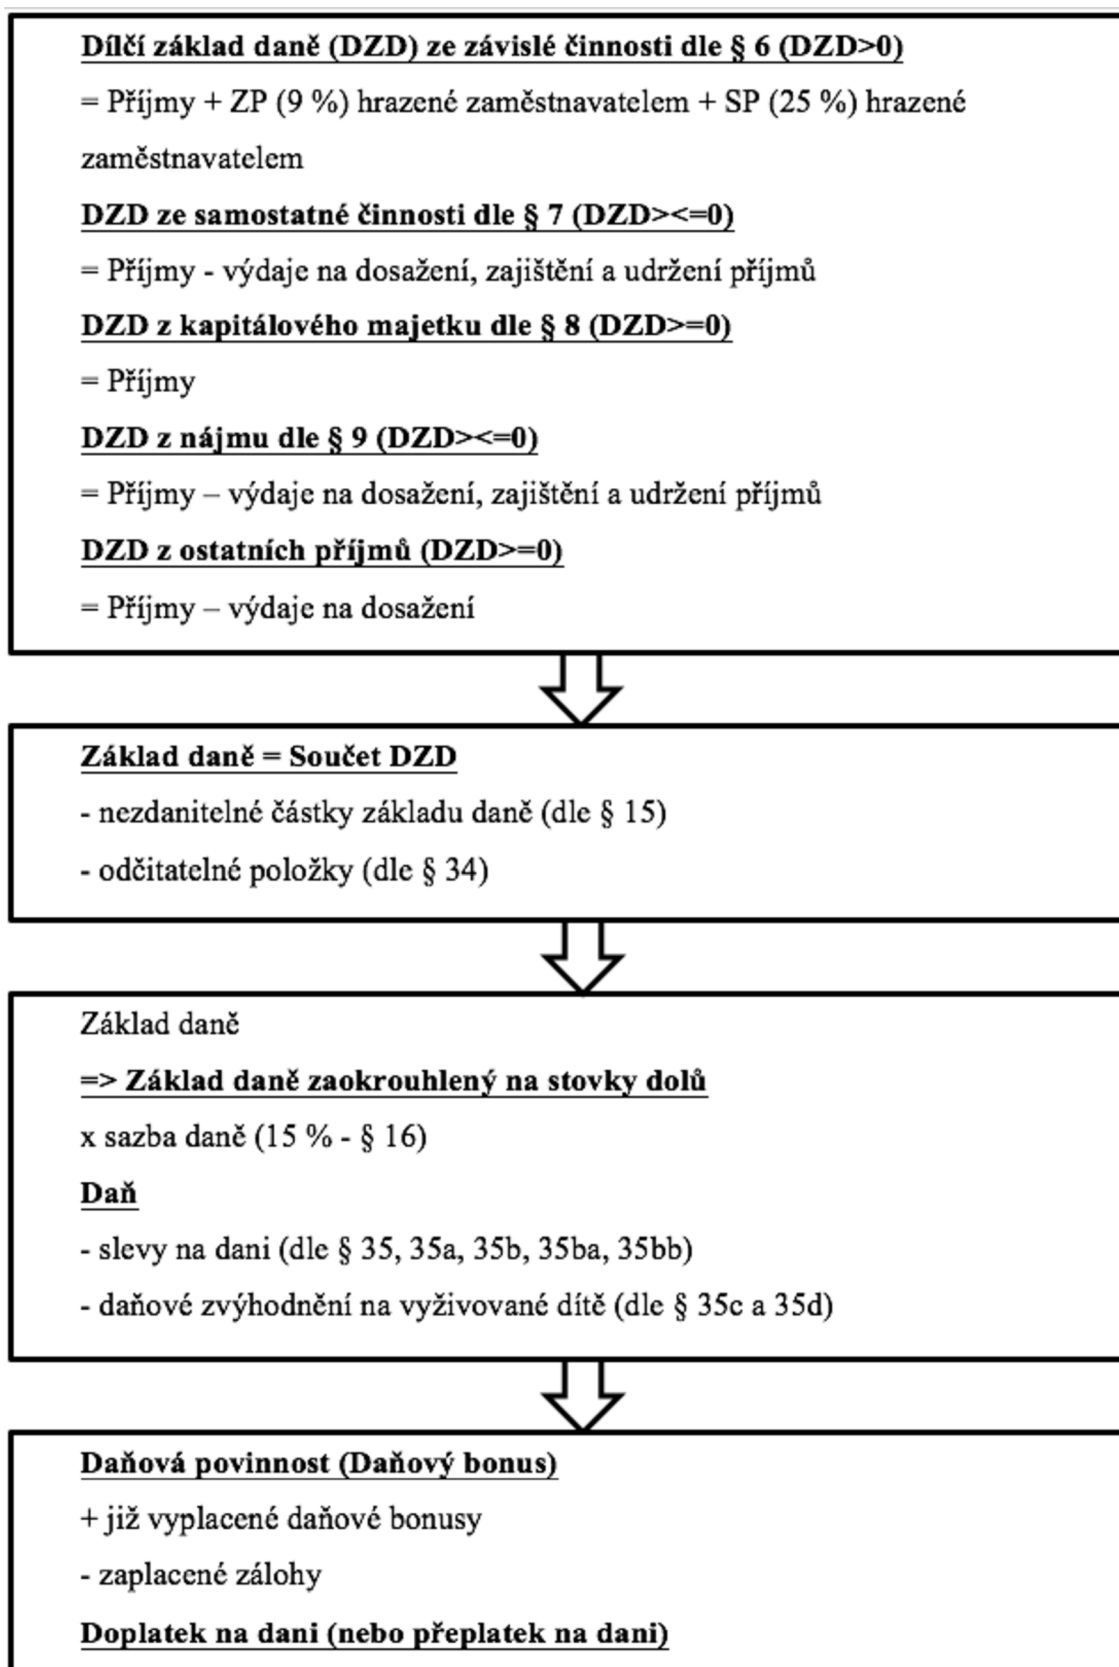 Dílčí základ daně (DZD) ze závislé činnosti dle § 6 (DZD>0)
= Příjmy + ZP (9 %) hrazené zaměstnavatelem + SP (25 %) hrazené
zaměstnavatelem
DZD ze samostatné činnosti dle § 7 (DZD><=0)
= Příjmy - výdaje na dosažení, zajištění a udržení příjmů
DZD z kapitálového majetku dle § 8 (DZD>=0)
= Příjmy
DZD z nájmu dle § 9 (DZD><=0)
= Příjmy – výdaje na dosažení, zajištění a udržení příjmů
DZD z ostatních příjmů (DZD>=0)
= Příjmy – výdaje na dosažení
Základ daně = Součet DZD
- nezdanitelné částky základu daně (dle § 15)
- odčitatelné položky (dle § 34)
Základ daně
=> Základ daně zaokrouhlený na stovky dolů
x sazba daně (15 % - § 16)
Daň
- slevy na dani (dle § 35, 35a, 35b, 35ba, 35bb)
- daňové zvýhodnění na vyživované dítě (dle § 35c a 35d)
Daňová povinnost (Daňový bonus)
+ již vyplacené daňové bonusy
- zaplacené zálohy
Doplatek na dani (nebo přeplatek na dani)